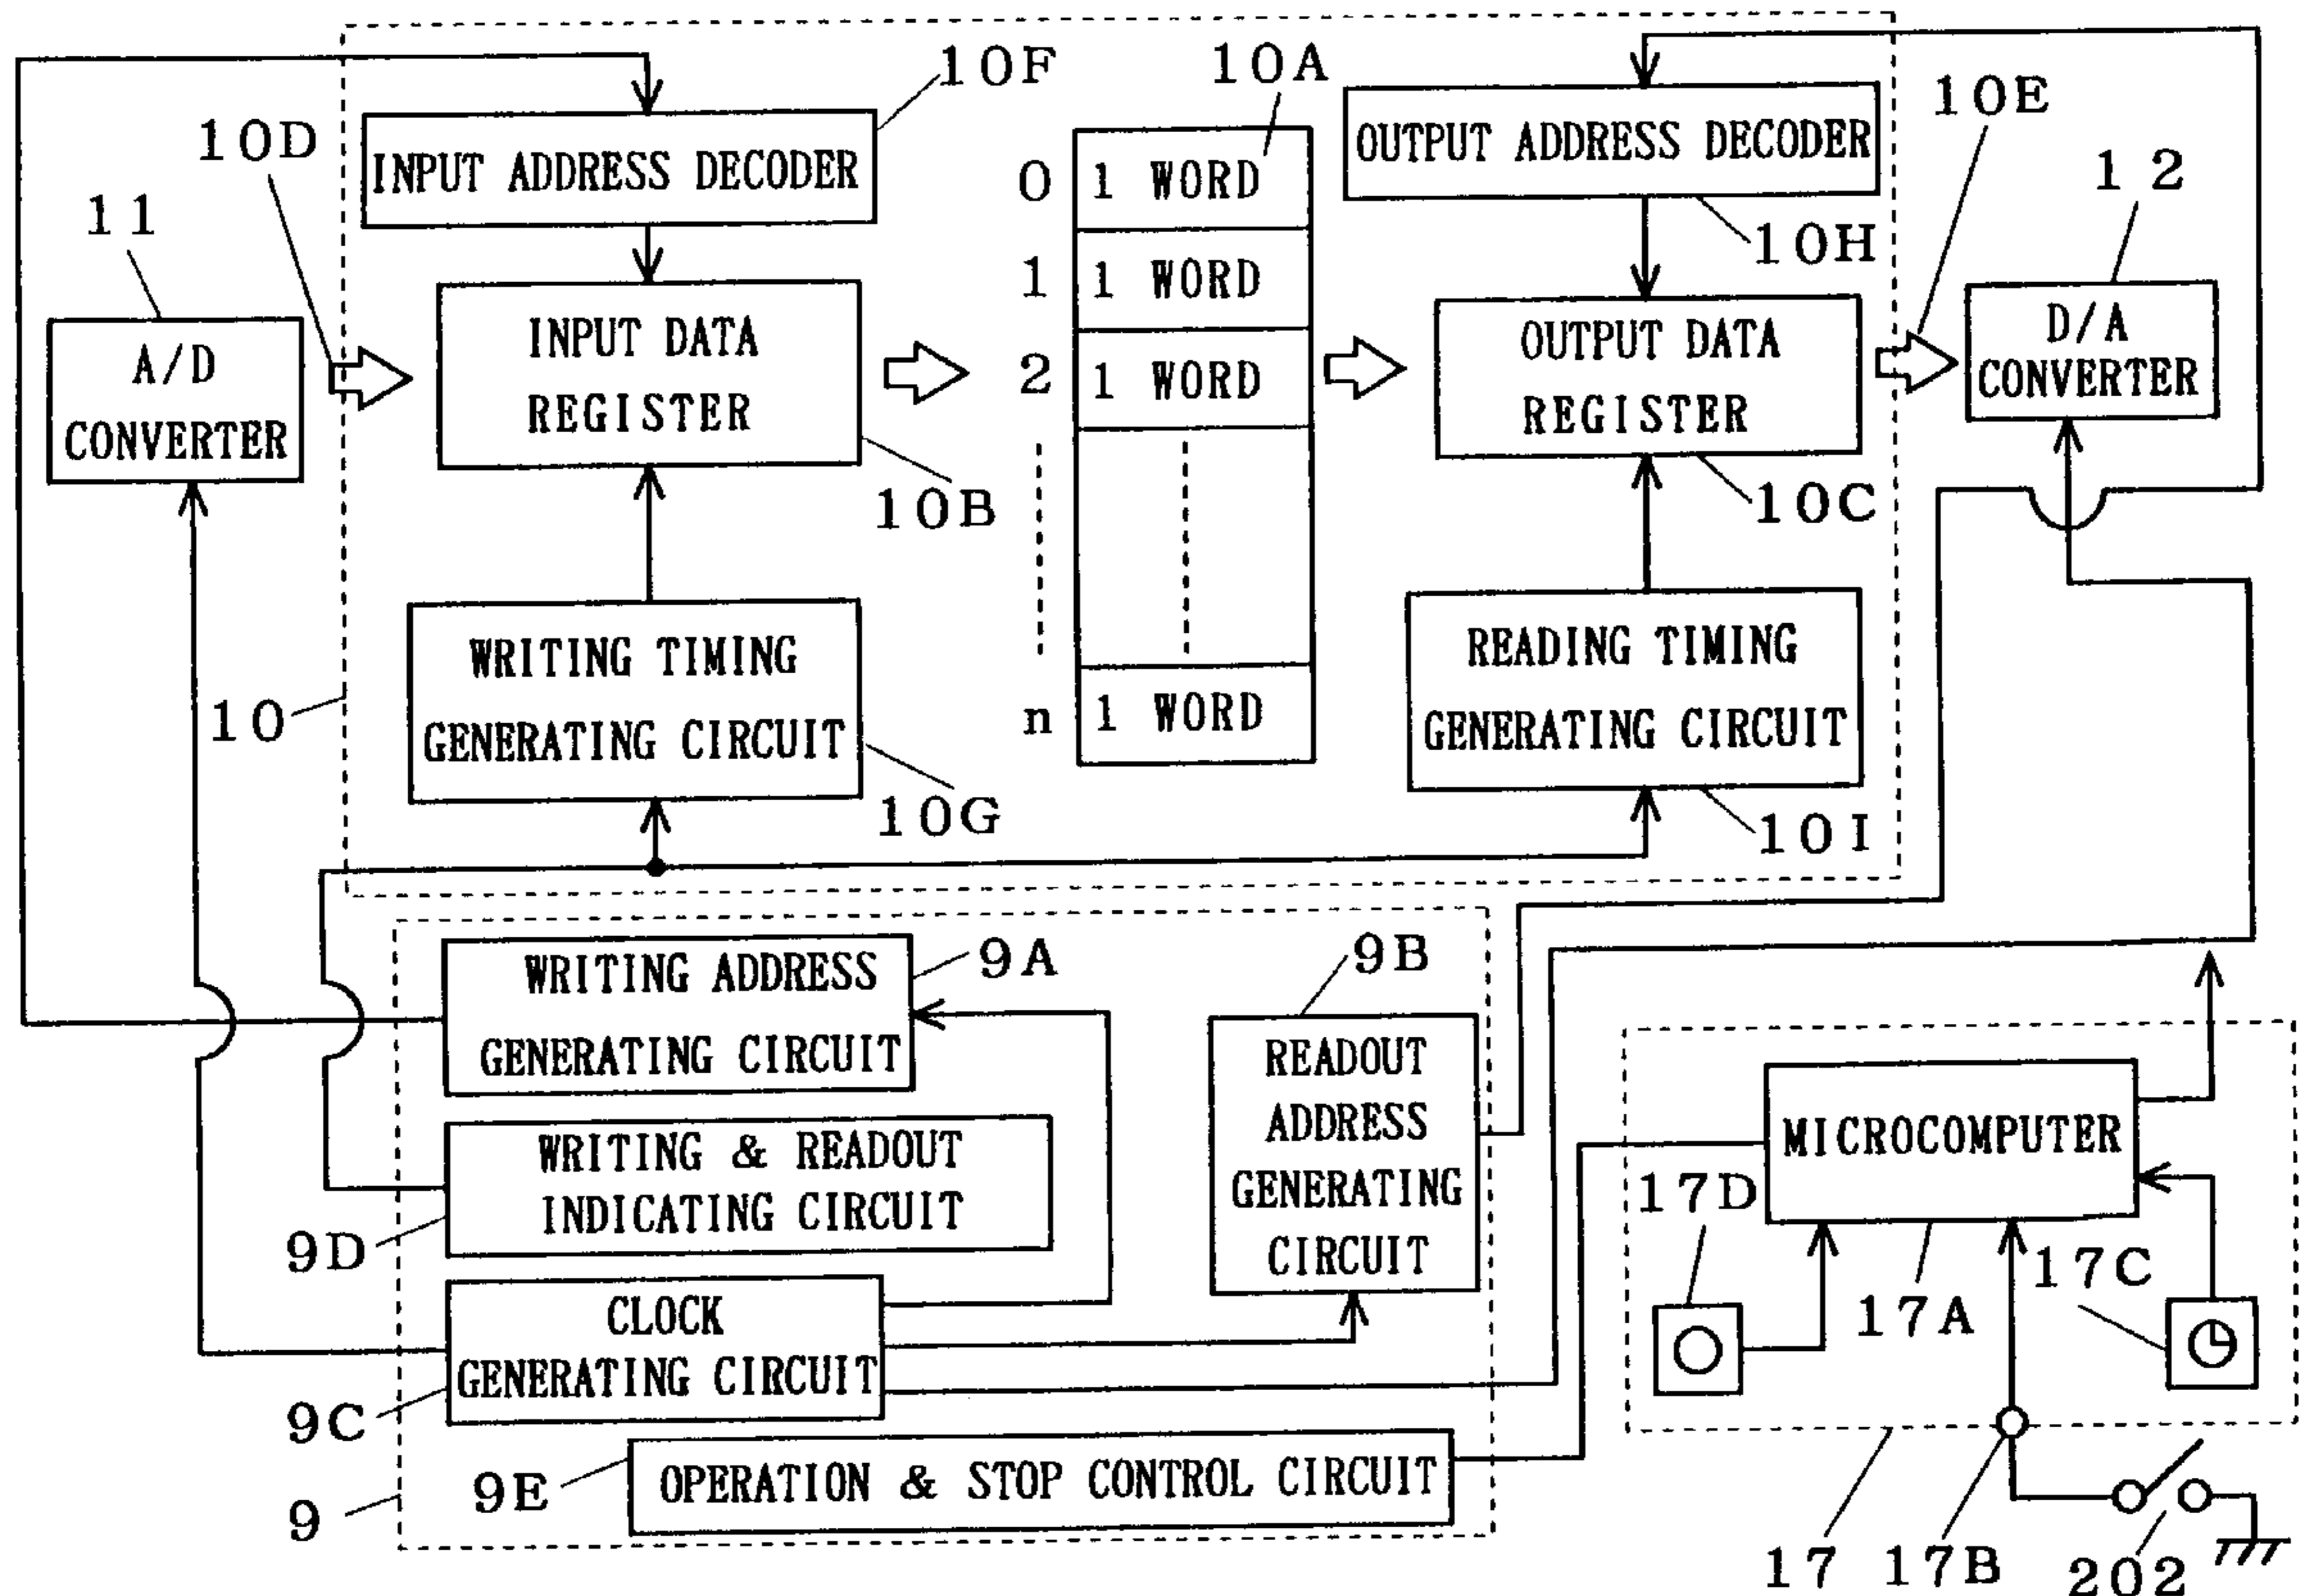 10F
10A
10E
10D
INPUT ADDRESS DECODER
OUTPUT ADDRESS DECODER
12
11
10H
0
1 WORD
1
1 WORD
2
1 WORD
n
1 WORD
A/D
CONVERTER
INPUT DATA
REGISTER
OUTPUT DATA
REGISTER
D/A
CONVERTER
10B
10C
WRITING TIMING
GENERATING CIRCUIT
READING TIMING
GENERATING CIRCUIT
10
10G
10I
WRITING ADDRESS
GENERATING CIRCUIT
9A
9B
READOUT
ADDRESS
GENERATING
CIRCUIT
WRITING & READOUT
INDICATING CIRCUIT
9D
MICROCOMPUTER
17D
17C
17A
CLOCK
GENERATING CIRCUIT
9C
OPERATION & STOP CONTROL CIRCUIT
9E
9
17
17B
202